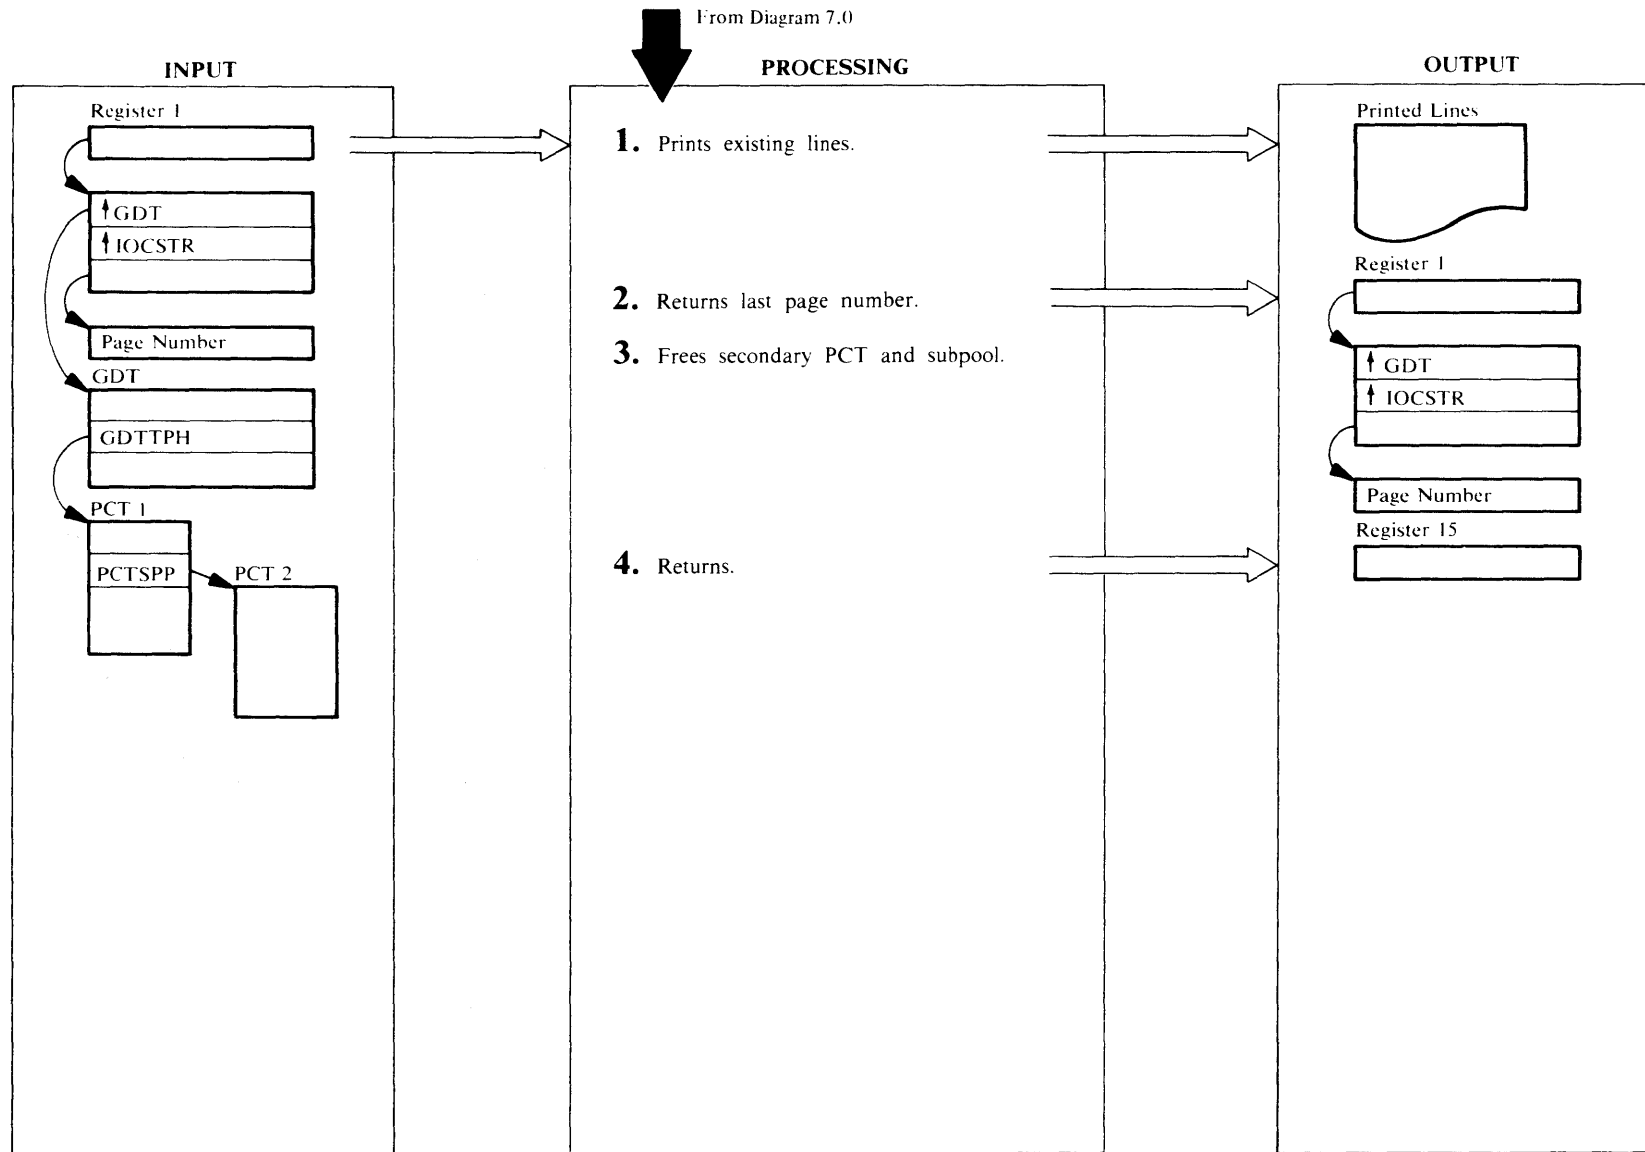 From Diagram 7.0
INPUT
Register 1
↑GDT
↑IOCSTR
Page Number
GDT
GDTTPH
PCT 1
PCTSPP
PCT 2
PROCESSING
1. Prints existing lines.
2. Returns last page number.
3. Frees secondary PCT and subpool.
4. Returns.
OUTPUT
Printed Lines
Register 1
↑ GDT
↑ IOCSTR
Page Number
Register 15